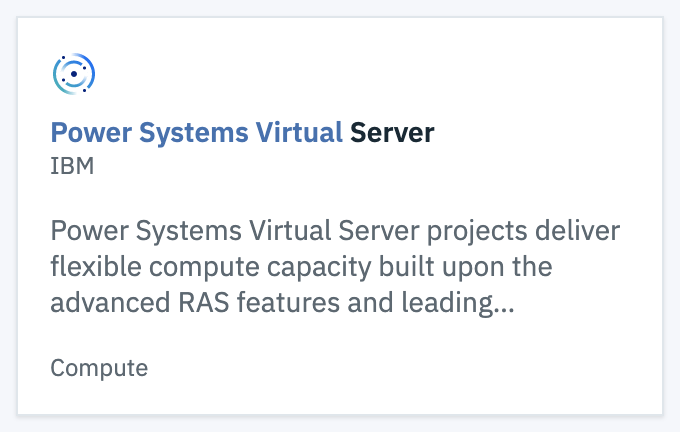 Power Systems Virtual Server
IBM
Power Systems Virtual Server projects deliver
flexible compute capacity built upon the
advanced RAS features and leading...
Compute